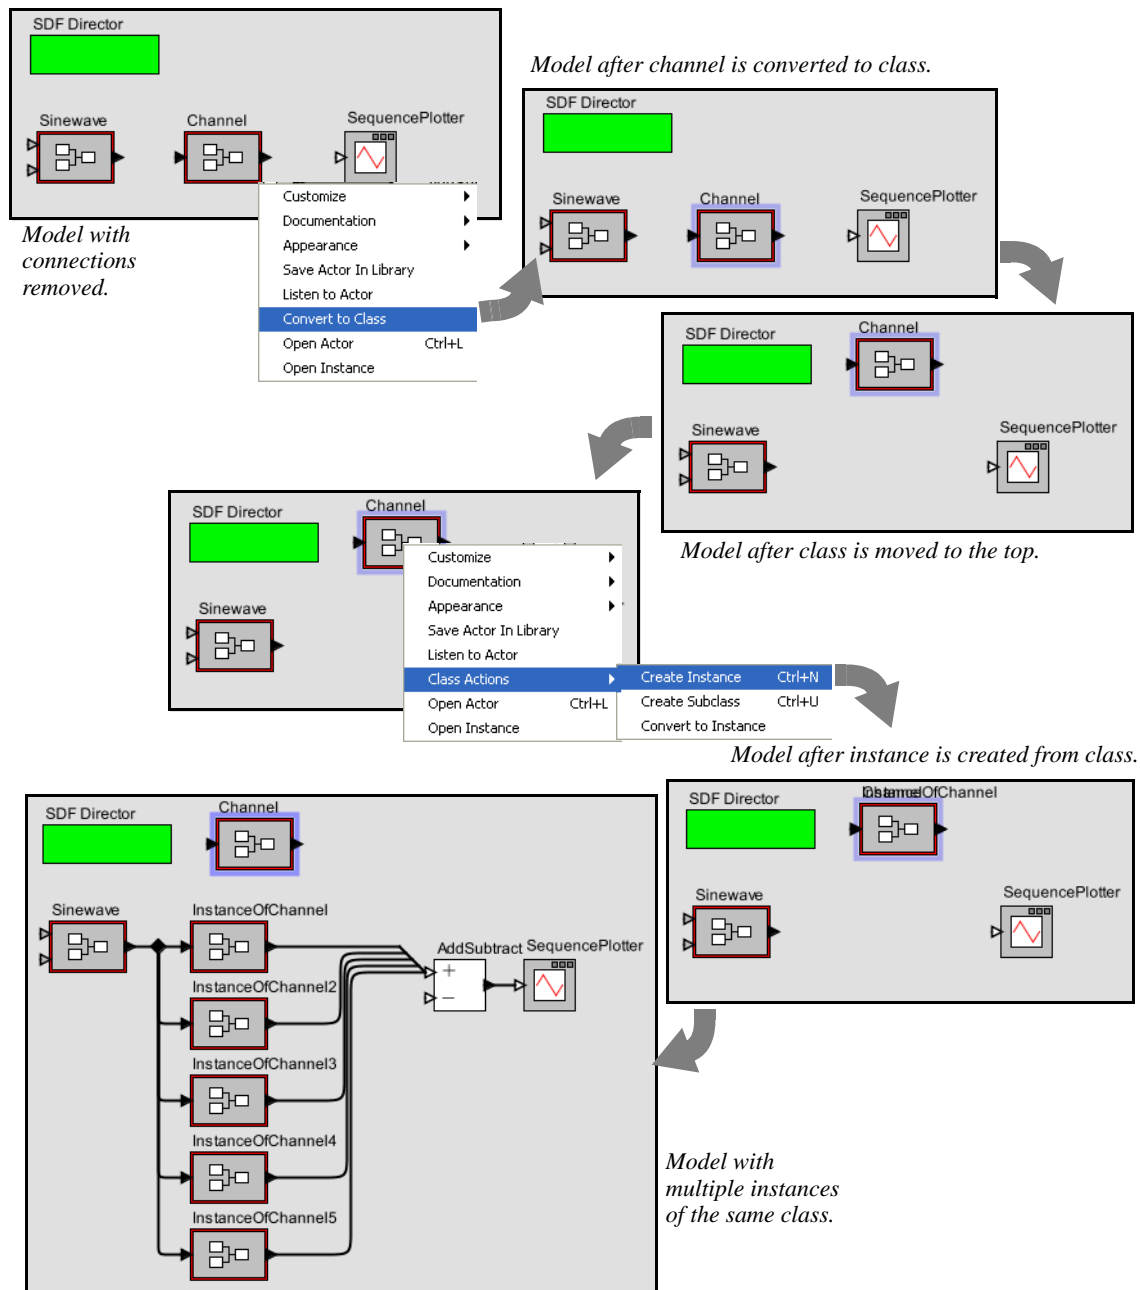 SDF Director
Sinewave
Channel
SequencePlotter
Customize
Documentation
Appearance
Save Actor In Library
Listen to Actor
Convert to Class
Open Actor Ctrl+L
Open Instance
Model with
connections
removed.
Model after channel is converted to class.
SDF Director
Sinewave
Channel
SequencePlotter
SDF Director
Channel
Sinewave
SequencePlotter
Model after class is moved to the top.
SDF Director
Channel
Sinewave
Customize
Documentation
Appearance
Save Actor In Library
Listen to Actor
Class Actions
Open Actor Ctrl+L
Open Instance
Create Instance Ctrl+N
Create Subclass Ctrl+U
Convert to Instance
Model after instance is created from class.
SDF Director
InstanceOfChannel
Sinewave
SequencePlotter
SDF Director
Channel
Sinewave
InstanceOfChannel
InstanceOfChannel2
InstanceOfChannel3
InstanceOfChannel4
InstanceOfChannel5
AddSubtract
+
−
SequencePlotter
Model with
multiple instances
of the same class.